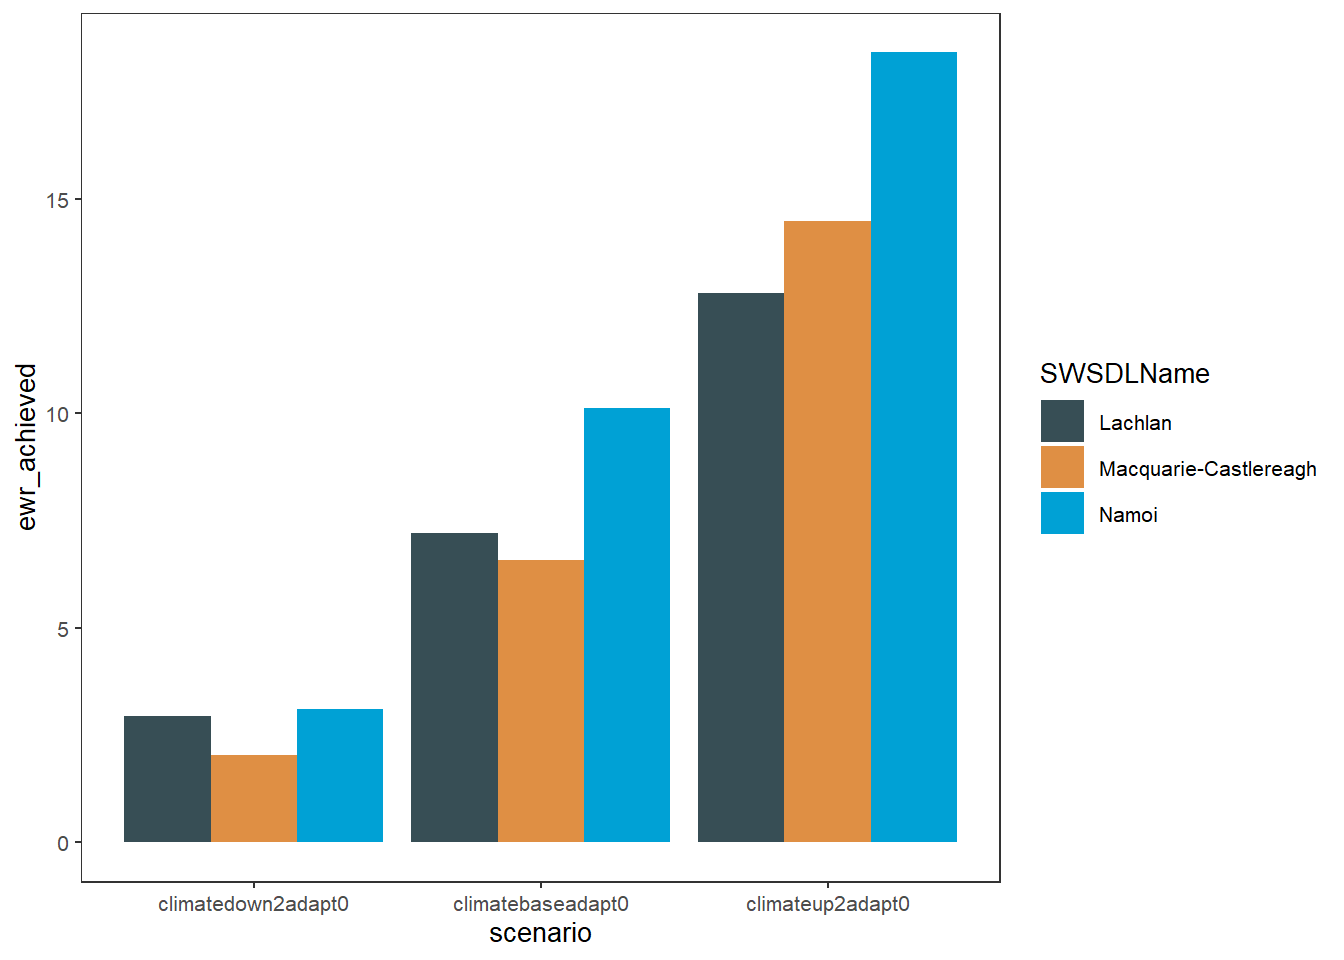 ewr_achieved
15
10
5
0
climatedown2adapt0
climatebaseadapt0
climateup2adapt0
scenario
SWSDLName
Lachlan
Macquarie-Castlereagh
Namoi